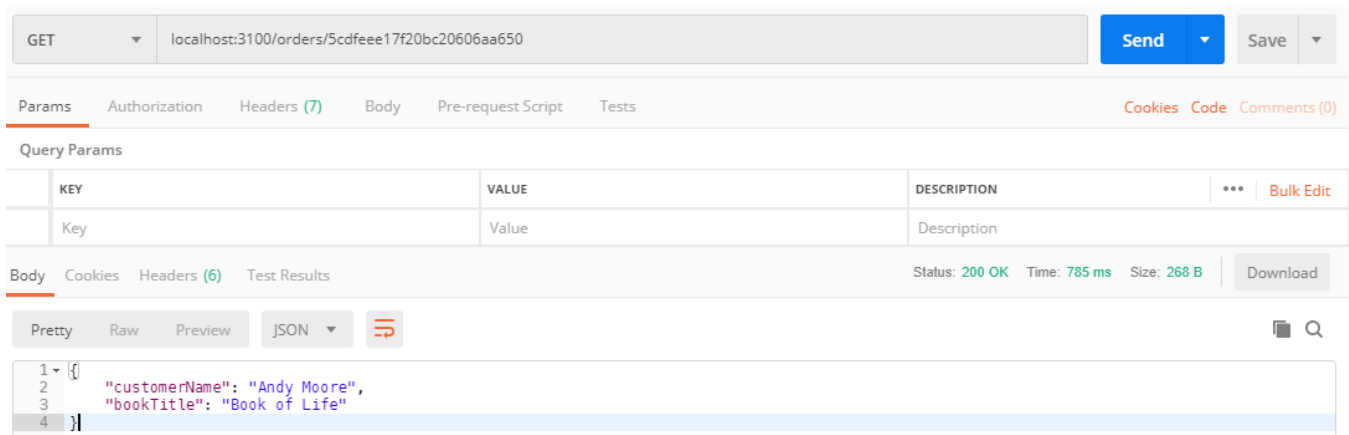 GET localhost:3100/orders/5cdfeee17f20bc20606aa650 Send Save
Params Authorization Headers (7) Body Pre-request Script Tests Cookies Code Comments (0)
Query Params
KEY VALUE DESCRIPTION ••• Bulk Edit
Key Value Description
Body Cookies Headers (6) Test Results Status: 200 OK Time: 785 ms Size: 268 B Download
Pretty Raw Preview JSON
1 {
2 "customerName": "Andy Moore",
3 "bookTitle": "Book of Life"
4 }